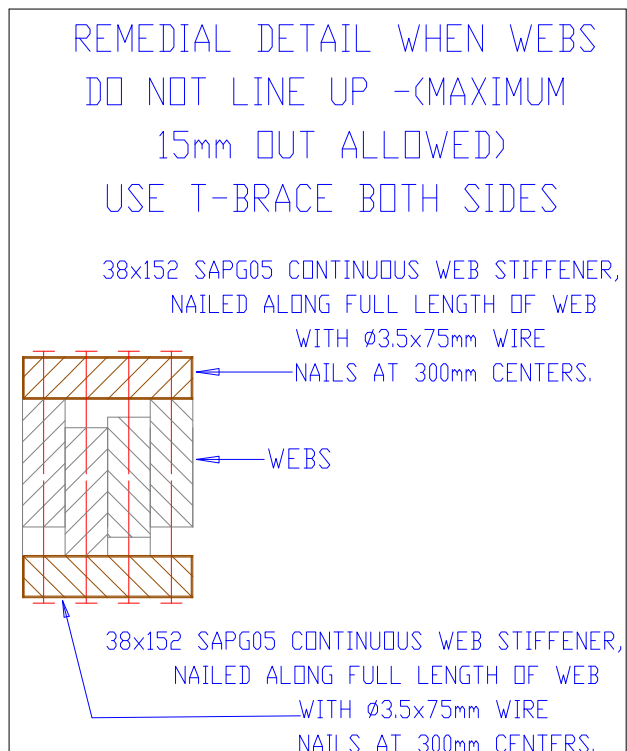 REMEDIAL DETAIL WHEN WEBS
DO NOT LINE UP -(MAXIMUM
15mm OUT ALLOWED)
USE T-BRACE BOTH SIDES
38x152 SAPG05 CONTINUOUS WEB STIFFENER,
NAILED ALONG FULL LENGTH OF WEB
WITH Ø3.5x75mm WIRE
NAILS AT 300mm CENTERS.
WEBS
38x152 SAPG05 CONTINUOUS WEB STIFFENER,
NAILED ALONG FULL LENGTH OF WEB
WITH Ø3.5x75mm WIRE
NAILS AT 300mm CENTERS.